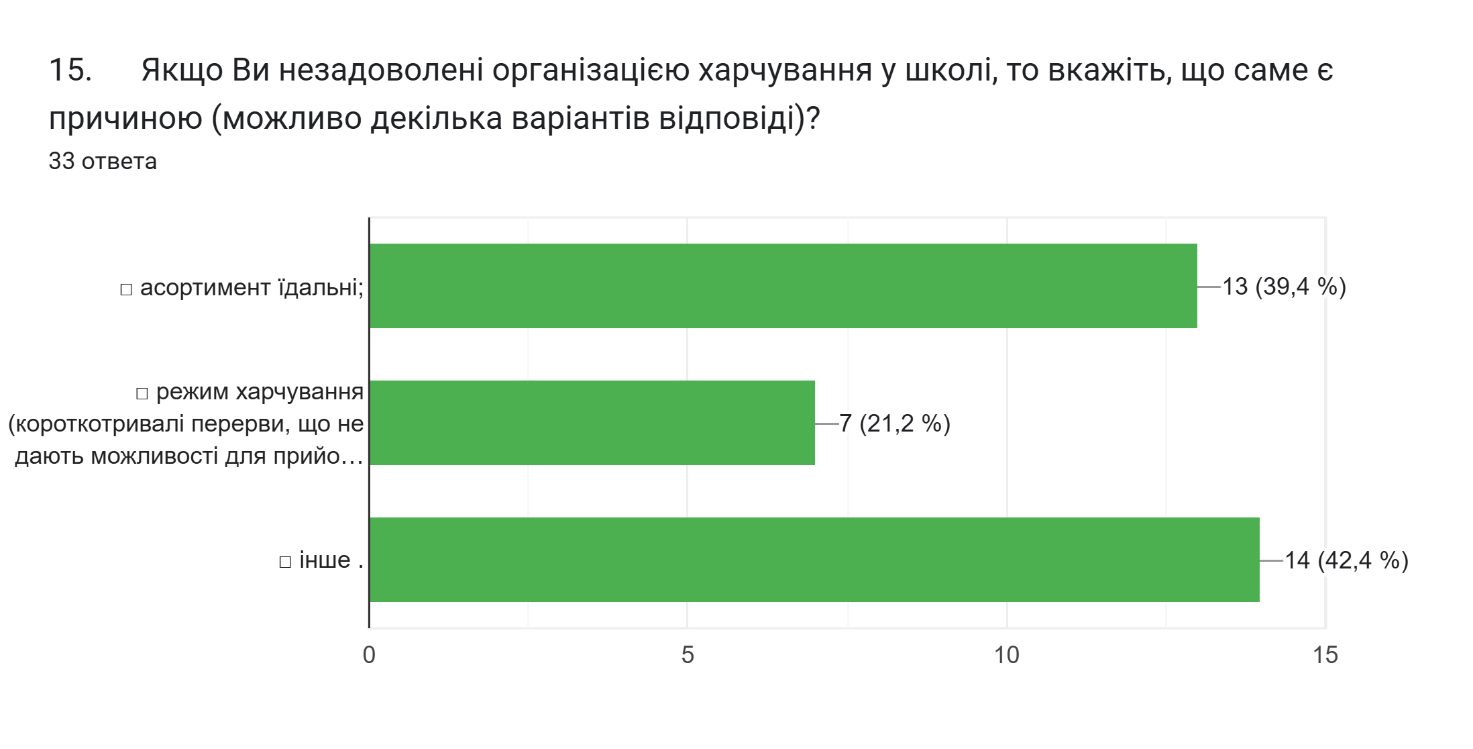 15. Якщо Ви незадоволені організацією харчування у школі, то вкажіть, що саме є
причиною (можливо декілька варіантів відповіді)?
33 ответа
□ асортимент їдальні;
13 (39,4 %)
□ режим харчування
(короткотривалі перерви, що не
дають можливості для прийо…
7 (21,2 %)
□ інше .
14 (42,4 %)
0 5 10 15